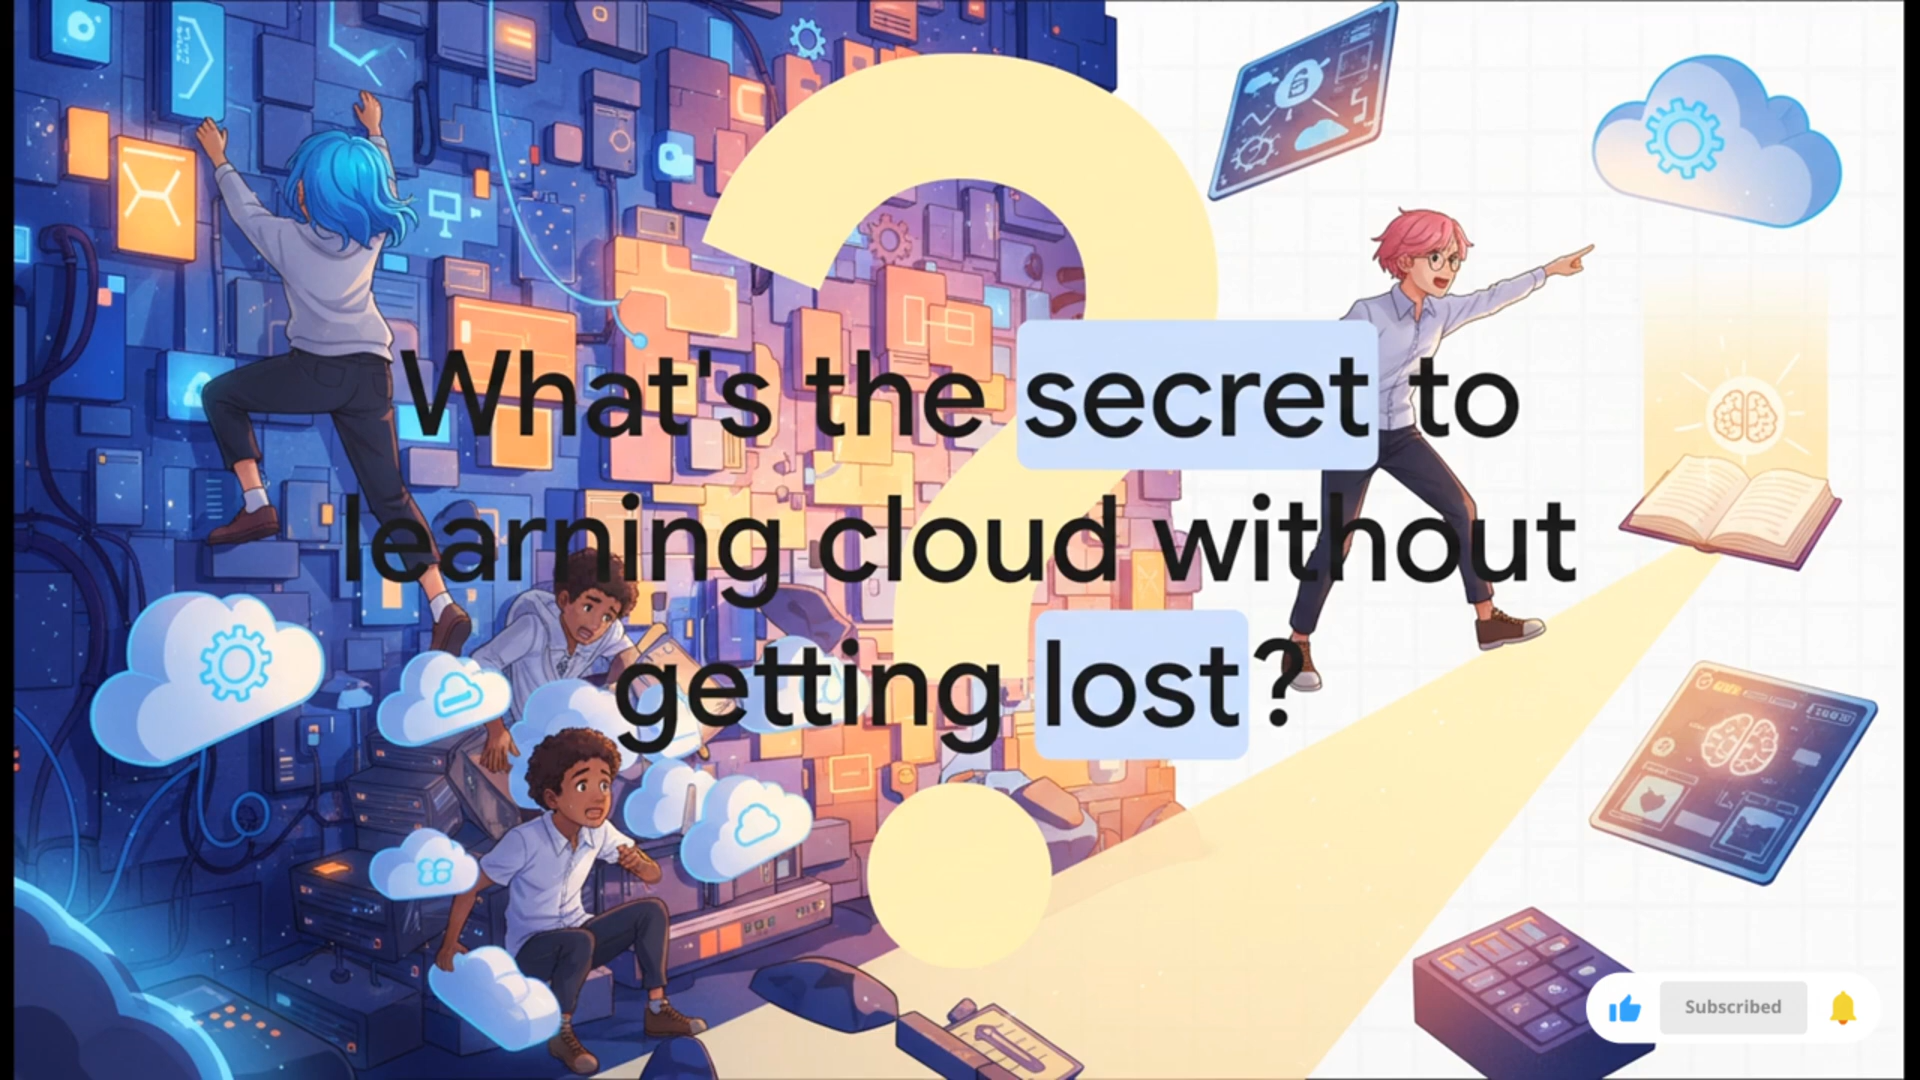 What's the secret to
learning cloud without
getting lost?
Subscribed